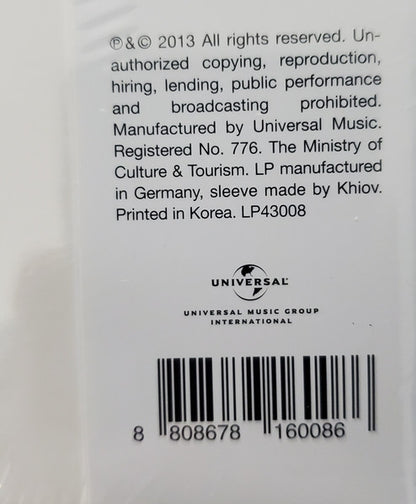 ℗&© 2013 All rights reserved. Un-
authorized copying, reproduction,
hiring, lending, public performance
and broadcasting prohibited.
Manufactured by Universal Music.
Registered No. 776. The Ministry of
Culture & Tourism. LP manufactured
in Germany, sleeve made by Khiov.
Printed in Korea. LP43008
UNIVERSAL
UNIVERSAL MUSIC GROUP
INTERNATIONAL
8 808678 160086